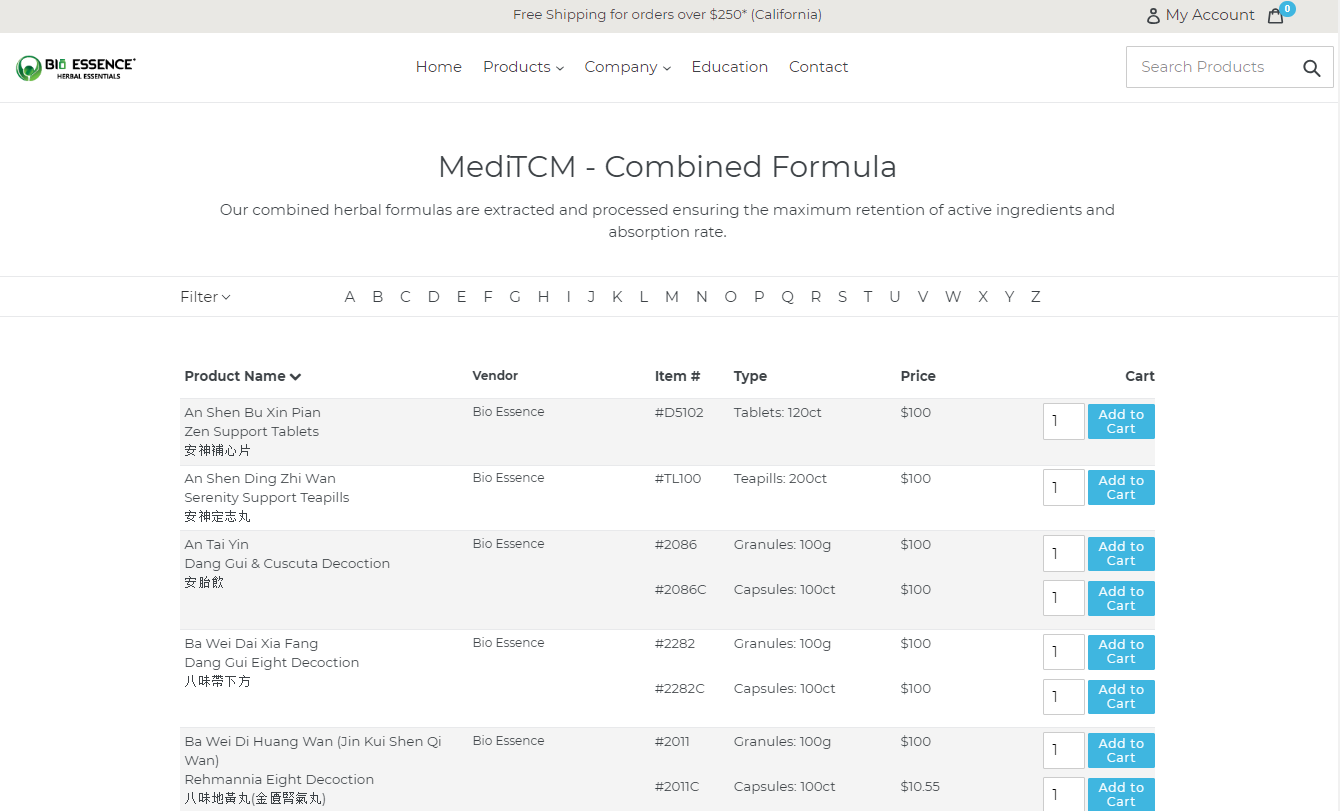 Free Shipping for orders over $250* (California)
My Account 0
BIO ESSENCE
HERBAL ESSENTIALS
Home Products Company Education Contact
Search Products
MediTCM - Combined Formula
Our combined herbal formulas are extracted and processed ensuring the maximum retention of active ingredients and
absorption rate.
Filter A B C D E F G H I J K L M N O P Q R S T U V W X Y Z
Product Name Vendor Item # Type Price Cart
An Shen Bu Xin Pian Bio Essence #D5102 Tablets: 120ct $100 1 Add to
Cart
Zen Support Tablets
安神補心片
An Shen Ding Zhi Wan Bio Essence #TL100 Teapills: 200ct $100 1 Add to
Cart
Serenity Support Teapills
安神定志丸
An Tai Yin Bio Essence #2086 Granules: 100g $100 1 Add to
Cart
Dang Gui & Cuscuta Decoction
安胎飲
#2086C Capsules: 100ct $100 1 Add to
Cart
Ba Wei Dai Xia Fang Bio Essence #2282 Granules: 100g $100 1 Add to
Cart
Dang Gui Eight Decoction
八味帶下方
#2282C Capsules: 100ct $100 1 Add to
Cart
Ba Wei Di Huang Wan (Jin Kui Shen Qi Bio Essence #2011 Granules: 100g $100 1 Add to
Cart
Wan)
Rehmannia Eight Decoction
#2011C Capsules: 100ct $10.55 1 Add to
Cart
八味地黃丸(金匱腎氣丸)